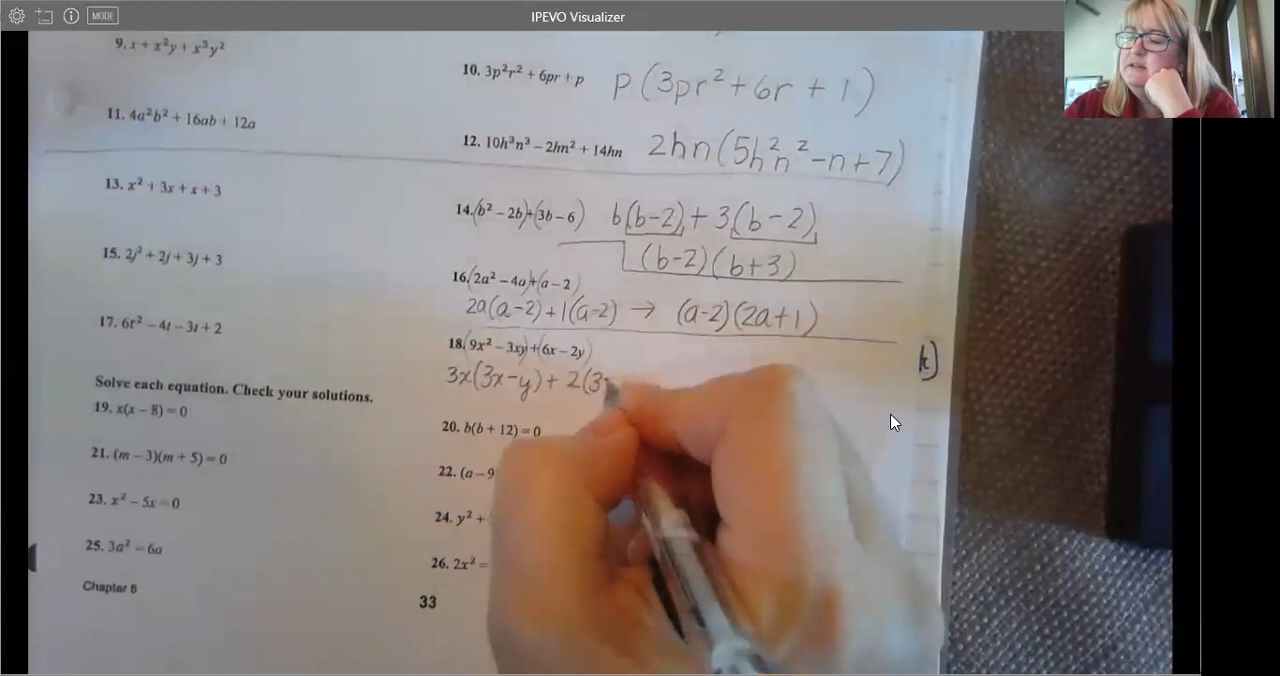 MODE
IPEVO Visualizer
9. x + x²y + x³y²
10. 3p²r² + 6pr + p p(3pr² + 6r + 1)
11. 4a²b² + 16ab + 12a
12. 10h³n³ – 2hn² + 14hn 2hn(5h²n² - n + 7)
13. x² + 3x + x + 3
14. (b² – 2b) + (3b – 6) b(b-2) + 3(b-2)
(b-2)(b+3)
15. 2j² + 2j + 3j + 3
16. (2a² – 4a) + (a – 2)
2a(a-2) + 1(a-2) → (a-2)(2a+1)
17. 6t² – 4t – 3t + 2
18. (9x² – 3xy) + (6x – 2y)
3x(3x-y) + 2(3
Solve each equation. Check your solutions.
19. x(x – 8) = 0
20. b(b + 12) = 0
21. (m – 3)(m + 5) = 0
22. (a – 9
23. x² – 5x = 0
24. y² +
25. 3a² = 6a
26. 2x² =
Chapter 8
33